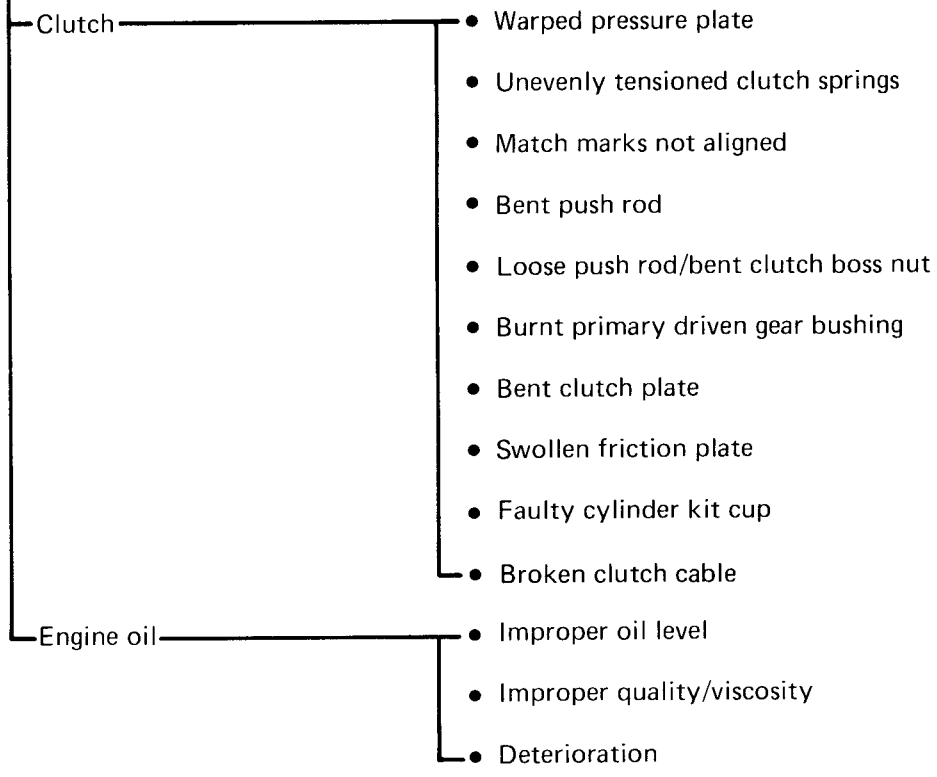 Clutch
● Warped pressure plate
● Unevenly tensioned clutch springs
● Match marks not aligned
● Bent push rod
● Loose push rod/bent clutch boss nut
● Burnt primary driven gear bushing
● Bent clutch plate
● Swollen friction plate
● Faulty cylinder kit cup
● Broken clutch cable
Engine oil
● Improper oil level
● Improper quality/viscosity
● Deterioration